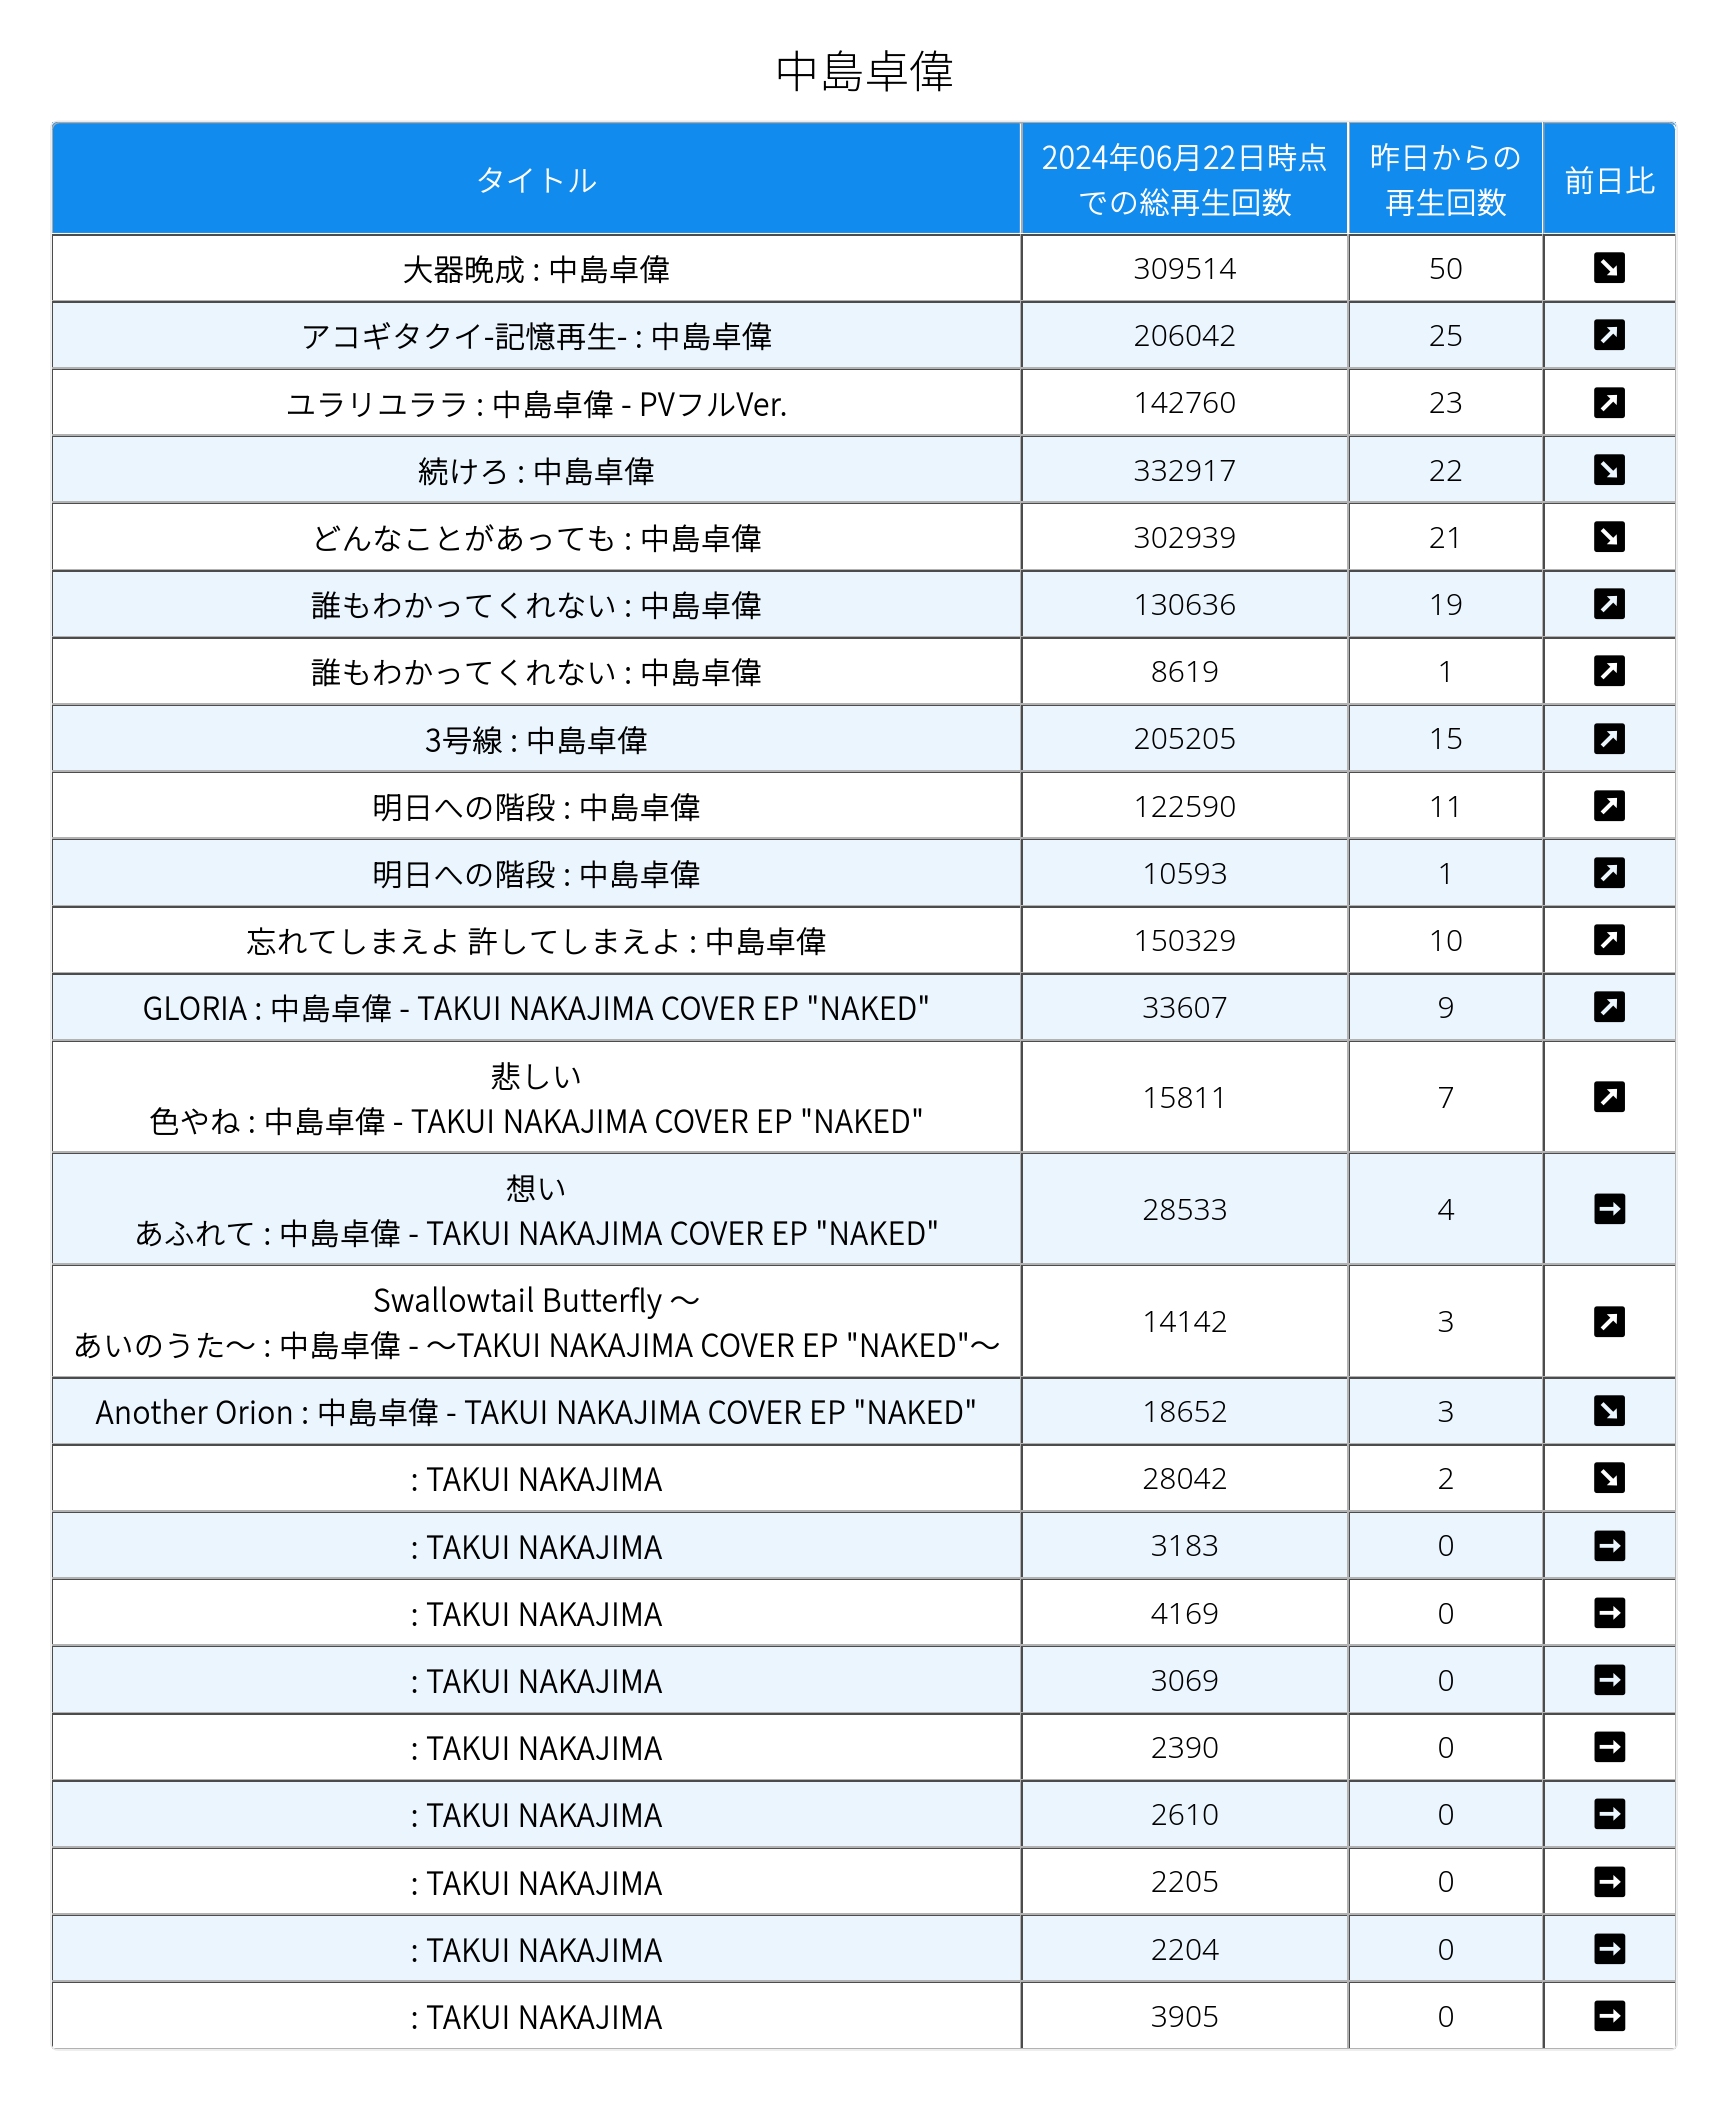 中島卓偉
タイトル
2024年06月22日時点
での総再生回数
昨日からの
再生回数
前日比
大器晩成 : 中島卓偉 309514 50 ↘
アコギタクイ-記憶再生- : 中島卓偉 206042 25 ↗
ユラリユララ : 中島卓偉 - PVフルVer. 142760 23 ↗
続けろ : 中島卓偉 332917 22 ↘
どんなことがあっても : 中島卓偉 302939 21 ↘
誰もわかってくれない : 中島卓偉 130636 19 ↗
誰もわかってくれない : 中島卓偉 8619 1 ↗
3号線 : 中島卓偉 205205 15 ↗
明日への階段 : 中島卓偉 122590 11 ↗
明日への階段 : 中島卓偉 10593 1 ↗
忘れてしまえよ 許してしまえよ : 中島卓偉 150329 10 ↗
GLORIA : 中島卓偉 - TAKUI NAKAJIMA COVER EP "NAKED" 33607 9 ↗
悲しい
色やね : 中島卓偉 - TAKUI NAKAJIMA COVER EP "NAKED" 15811 7 ↗
想い
あふれて : 中島卓偉 - TAKUI NAKAJIMA COVER EP "NAKED" 28533 4 →
Swallowtail Butterfly ～
あいのうた～ : 中島卓偉 - ～TAKUI NAKAJIMA COVER EP "NAKED"～ 14142 3 ↗
Another Orion : 中島卓偉 - TAKUI NAKAJIMA COVER EP "NAKED" 18652 3 ↘
: TAKUI NAKAJIMA 28042 2 ↘
: TAKUI NAKAJIMA 3183 0 →
: TAKUI NAKAJIMA 4169 0 →
: TAKUI NAKAJIMA 3069 0 →
: TAKUI NAKAJIMA 2390 0 →
: TAKUI NAKAJIMA 2610 0 →
: TAKUI NAKAJIMA 2205 0 →
: TAKUI NAKAJIMA 2204 0 →
: TAKUI NAKAJIMA 3905 0 →